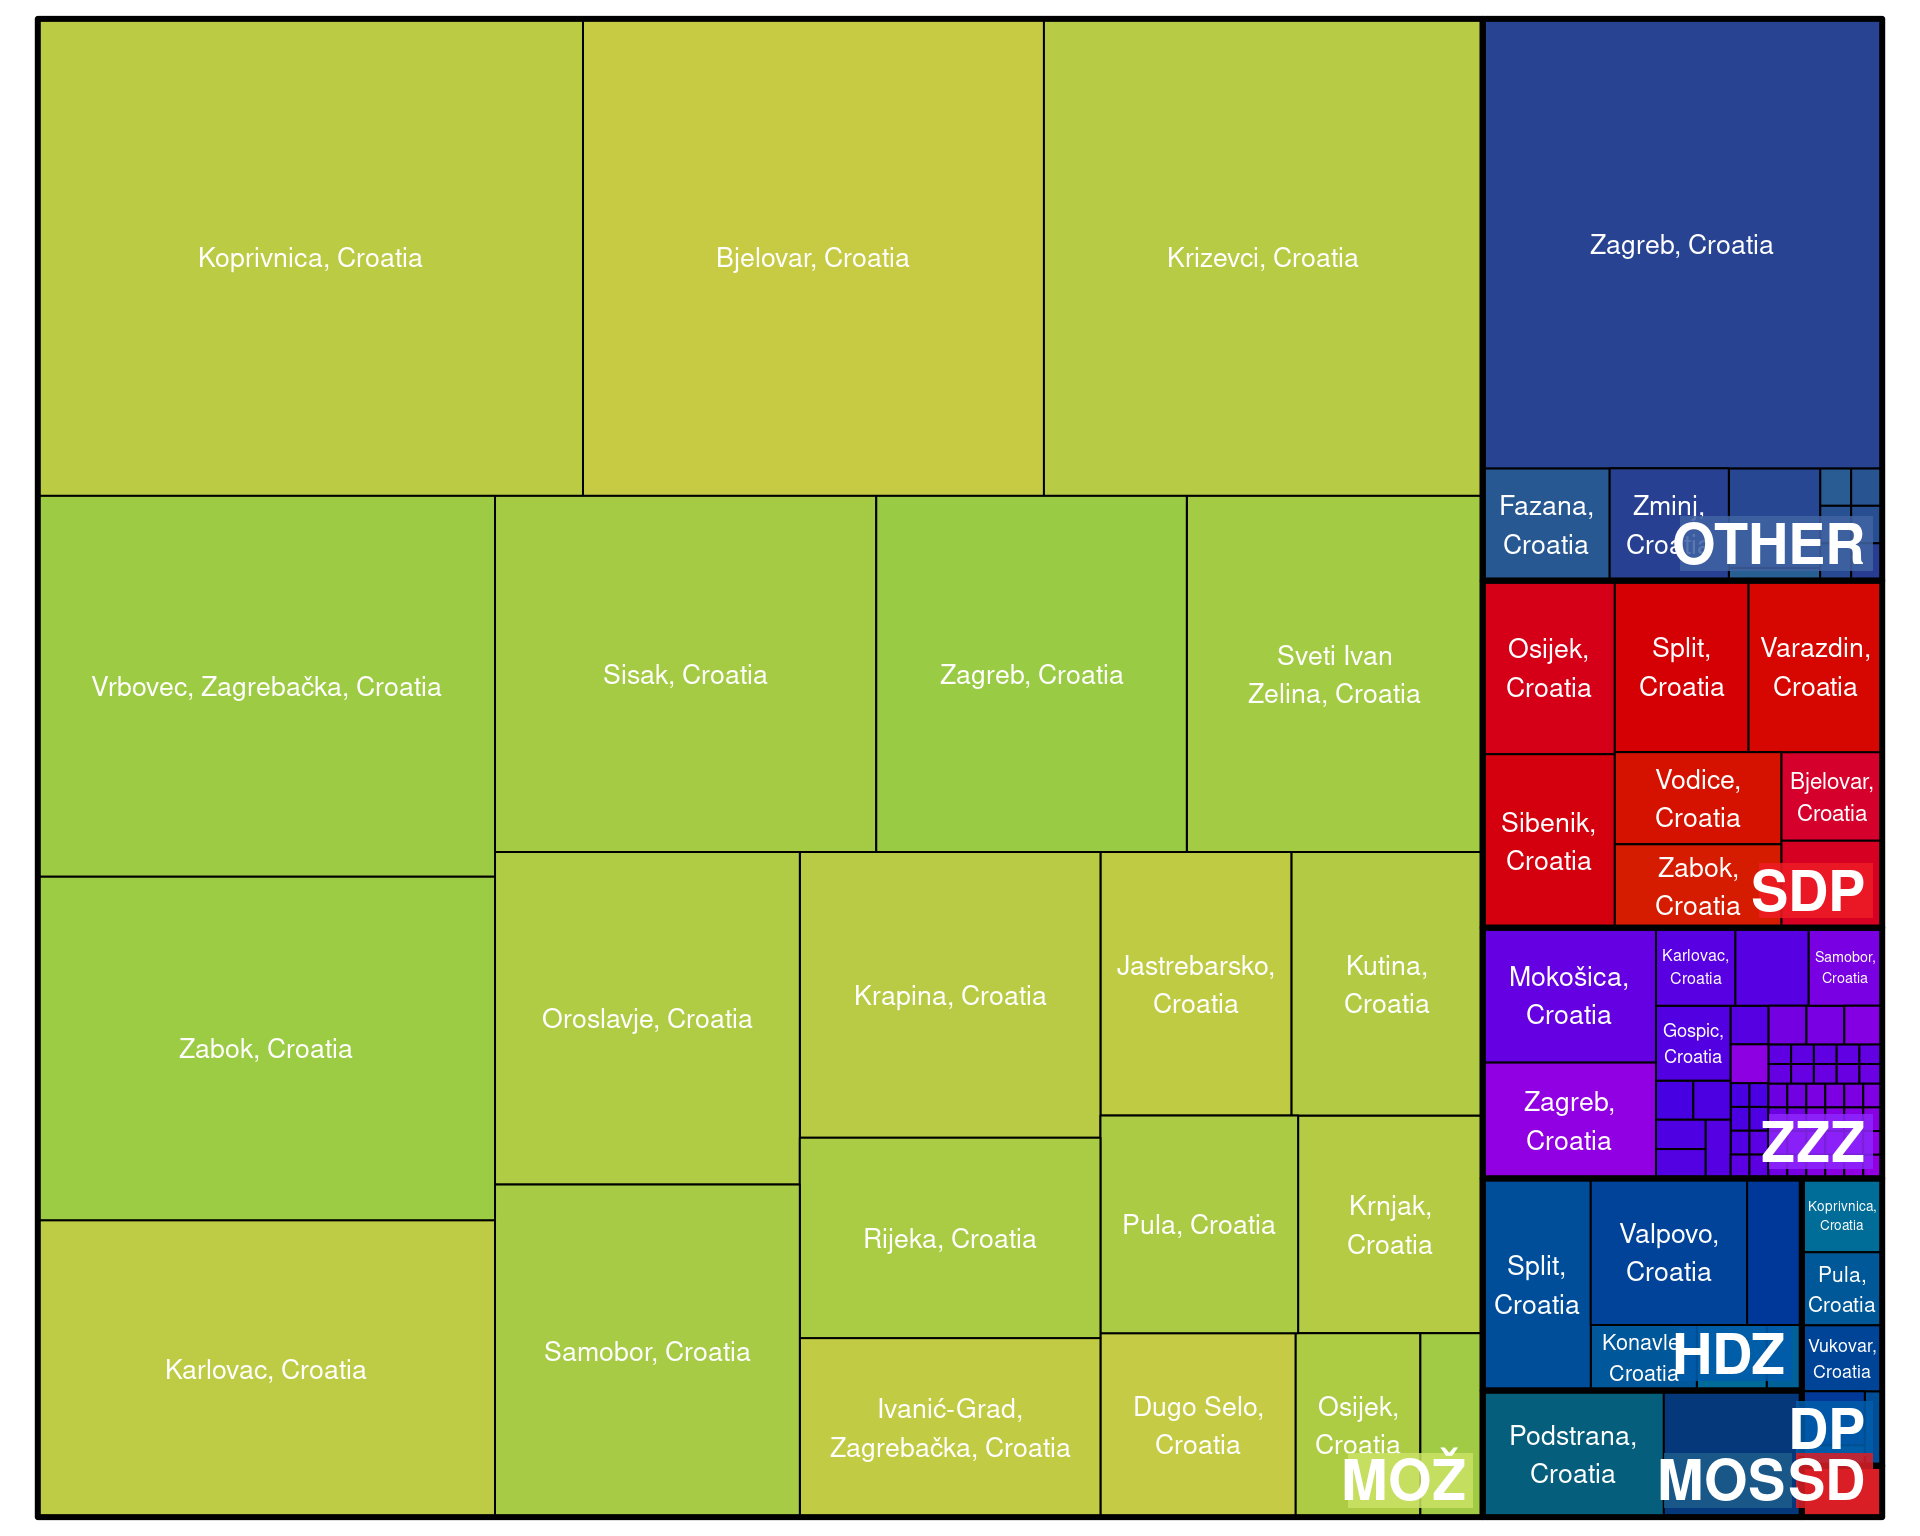 Koprivnica, Croatia
Bjelovar, Croatia
Krizevci, Croatia
Vrbovec, Zagrebačka, Croatia
Sisak, Croatia
Zagreb, Croatia
Sveti Ivan
Zelina, Croatia
Zabok, Croatia
Karlovac, Croatia
Oroslavje, Croatia
Samobor, Croatia
Krapina, Croatia
Rijeka, Croatia
Ivanić-Grad,
Zagrebačka, Croatia
Jastrebarsko,
Croatia
Kutina,
Croatia
Pula, Croatia
Krnjak,
Croatia
Dugo Selo,
Croatia
Osijek,
Croatia
MOŽ
Zagreb, Croatia
Fazana,
Croatia
Zminj,
Croatia
OTHER
Osijek,
Croatia
Split,
Croatia
Varazdin,
Croatia
Sibenik,
Croatia
Vodice,
Croatia
Bjelovar,
Croatia
Zabok,
Croatia
SDP
Mokošica,
Croatia
Zagreb,
Croatia
Karlovac,
Croatia
Samobor,
Croatia
Gospic,
Croatia
ZZZ
Split,
Croatia
Valpovo,
Croatia
Konavle
Croatia
HDZ
Koprivnica,
Croatia
Pula,
Croatia
Vukovar,
Croatia
DP
Podstrana,
Croatia
MOS
SD